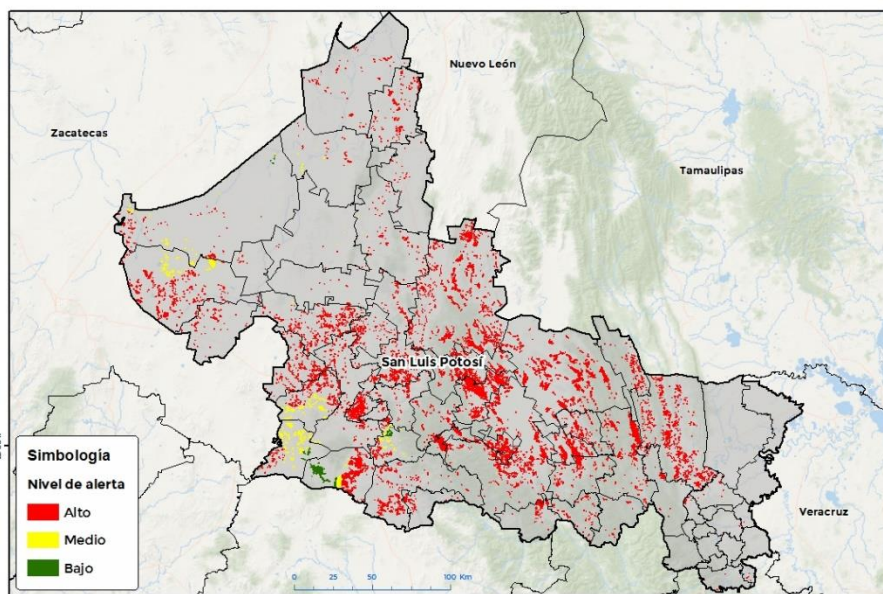 Nuevo León
Zacatecas
Tamaulipas
San Luis Potosí
Simbología
Nivel de alerta
Alto
Medio
Bajo
Veracruz
0 25 50 100 Km